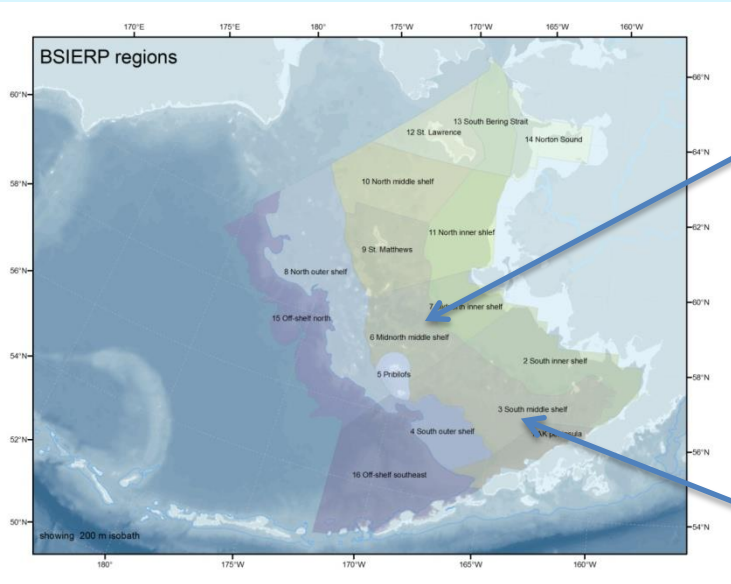 170°E 175°E 180° 175°W 170°W 165°W 160°W
BSIERP regions
66°N
60°N
13 South Bering Strait
12 St. Lawrence
14 Norton Sound
64°N
10 North middle shelf
58°N
62°N
11 North inner shlef
9 St. Matthews
56°N
8 North outer shelf
60°N
inner shelf
15 Off-shelf north
6 Midnorth middle shelf
54°N
2 South inner shelf
5 Pribilofs
58°N
3 South middle shelf
52°N
4 South outer shelf
56°N
16 Off-shelf southeast
50°N
54°N
showing 200 m isobath
180° 175°W 170°W 165°W 160°W